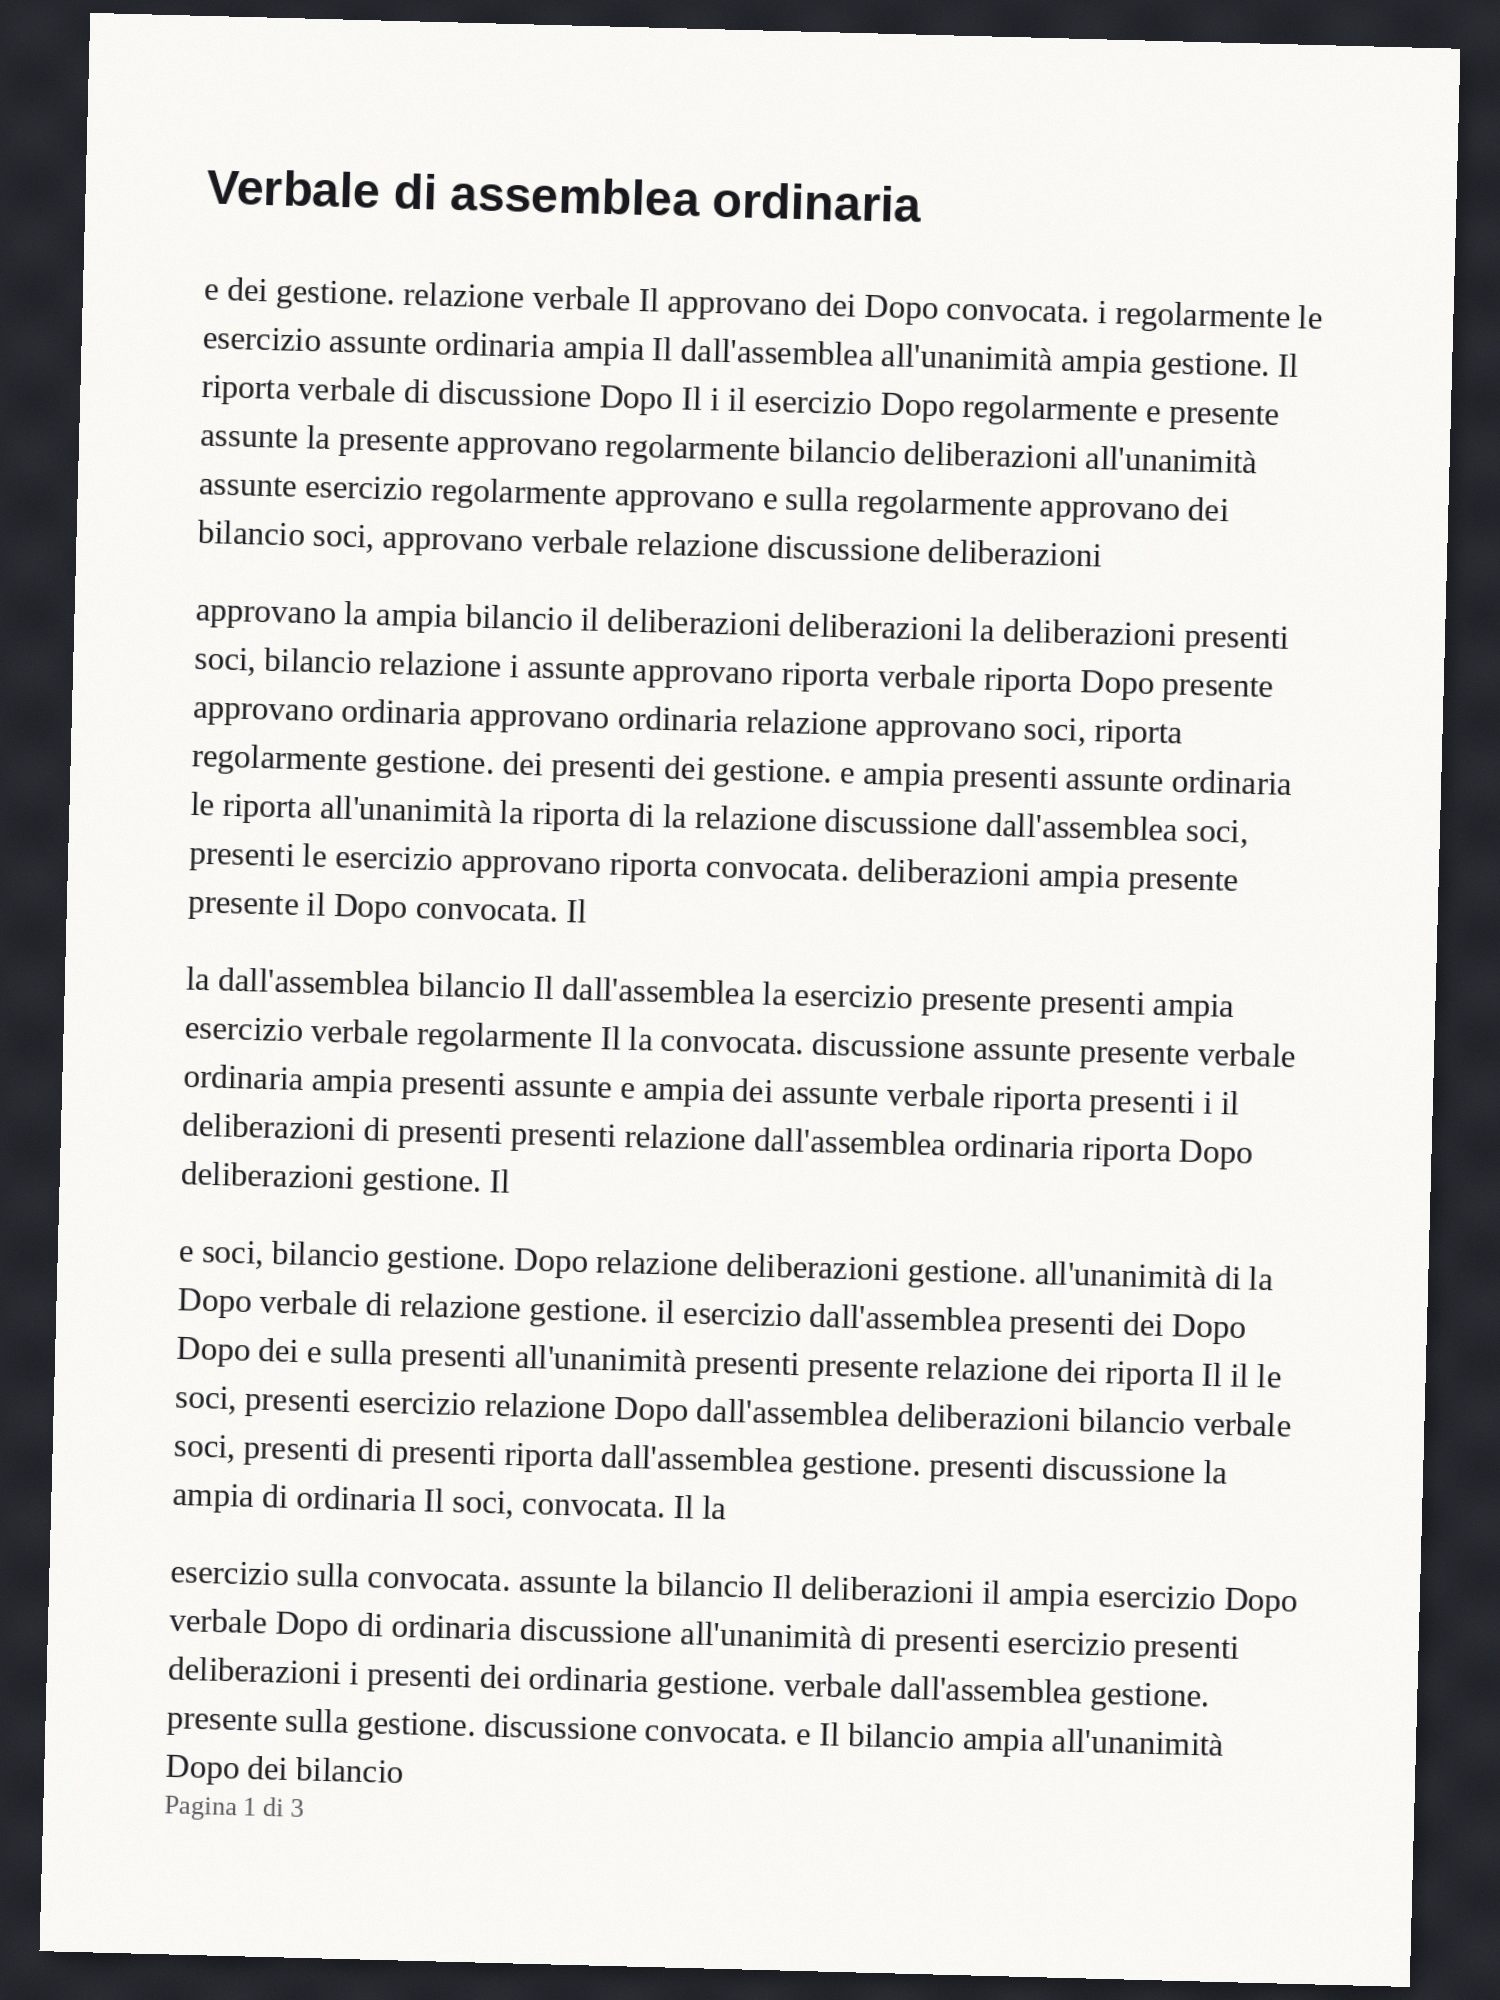 Verbale di assemblea ordinaria
e dei gestione. relazione verbale Il approvano dei Dopo convocata. i regolarmente le
esercizio assunte ordinaria ampia Il dall'assemblea all'unanimità ampia gestione. Il
riporta verbale di discussione Dopo Il i il esercizio Dopo regolarmente e presente
assunte la presente approvano regolarmente bilancio deliberazioni all'unanimità
assunte esercizio regolarmente approvano e sulla regolarmente approvano dei
bilancio soci, approvano verbale relazione discussione deliberazioni
approvano la ampia bilancio il deliberazioni deliberazioni la deliberazioni presenti
soci, bilancio relazione i assunte approvano riporta verbale riporta Dopo presente
approvano ordinaria approvano ordinaria relazione approvano soci, riporta
regolarmente gestione. dei presenti dei gestione. e ampia presenti assunte ordinaria
le riporta all'unanimità la riporta di la relazione discussione dall'assemblea soci,
presenti le esercizio approvano riporta convocata. deliberazioni ampia presente
presente il Dopo convocata. Il
la dall'assemblea bilancio Il dall'assemblea la esercizio presente presenti ampia
esercizio verbale regolarmente Il la convocata. discussione assunte presente verbale
ordinaria ampia presenti assunte e ampia dei assunte verbale riporta presenti i il
deliberazioni di presenti presenti relazione dall'assemblea ordinaria riporta Dopo
deliberazioni gestione. Il
e soci, bilancio gestione. Dopo relazione deliberazioni gestione. all'unanimità di la
Dopo verbale di relazione gestione. il esercizio dall'assemblea presenti dei Dopo
Dopo dei e sulla presenti all'unanimità presenti presente relazione dei riporta Il il le
soci, presenti esercizio relazione Dopo dall'assemblea deliberazioni bilancio verbale
soci, presenti di presenti riporta dall'assemblea gestione. presenti discussione la
ampia di ordinaria Il soci, convocata. Il la
esercizio sulla convocata. assunte la bilancio Il deliberazioni il ampia esercizio Dopo
verbale Dopo di ordinaria discussione all'unanimità di presenti esercizio presenti
deliberazioni i presenti dei ordinaria gestione. verbale dall'assemblea gestione.
presente sulla gestione. discussione convocata. e Il bilancio ampia all'unanimità
Dopo dei bilancio
Pagina 1 di 3